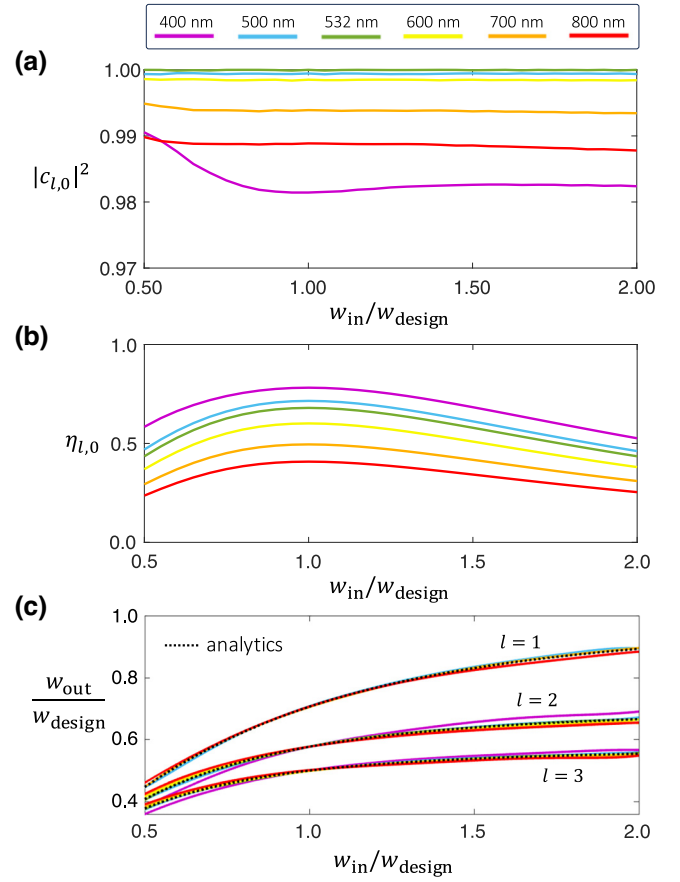 400 nm 500 nm 532 nm 600 nm 700 nm 800 nm
(a)
1.00
0.99
|c_{l,0}|^2
0.98
0.97
0.50 1.00 1.50 2.00
w_in/w_design
(b)
1.0
η_{l,0} 0.5
0.0
0.5 1.0 1.5 2.0
w_in/w_design
(c)
1.0
analytics
l = 1
0.8
w_out
w_design
l = 2
0.6
l = 3
0.4
0.5 1.0 1.5 2.0
w_in/w_design